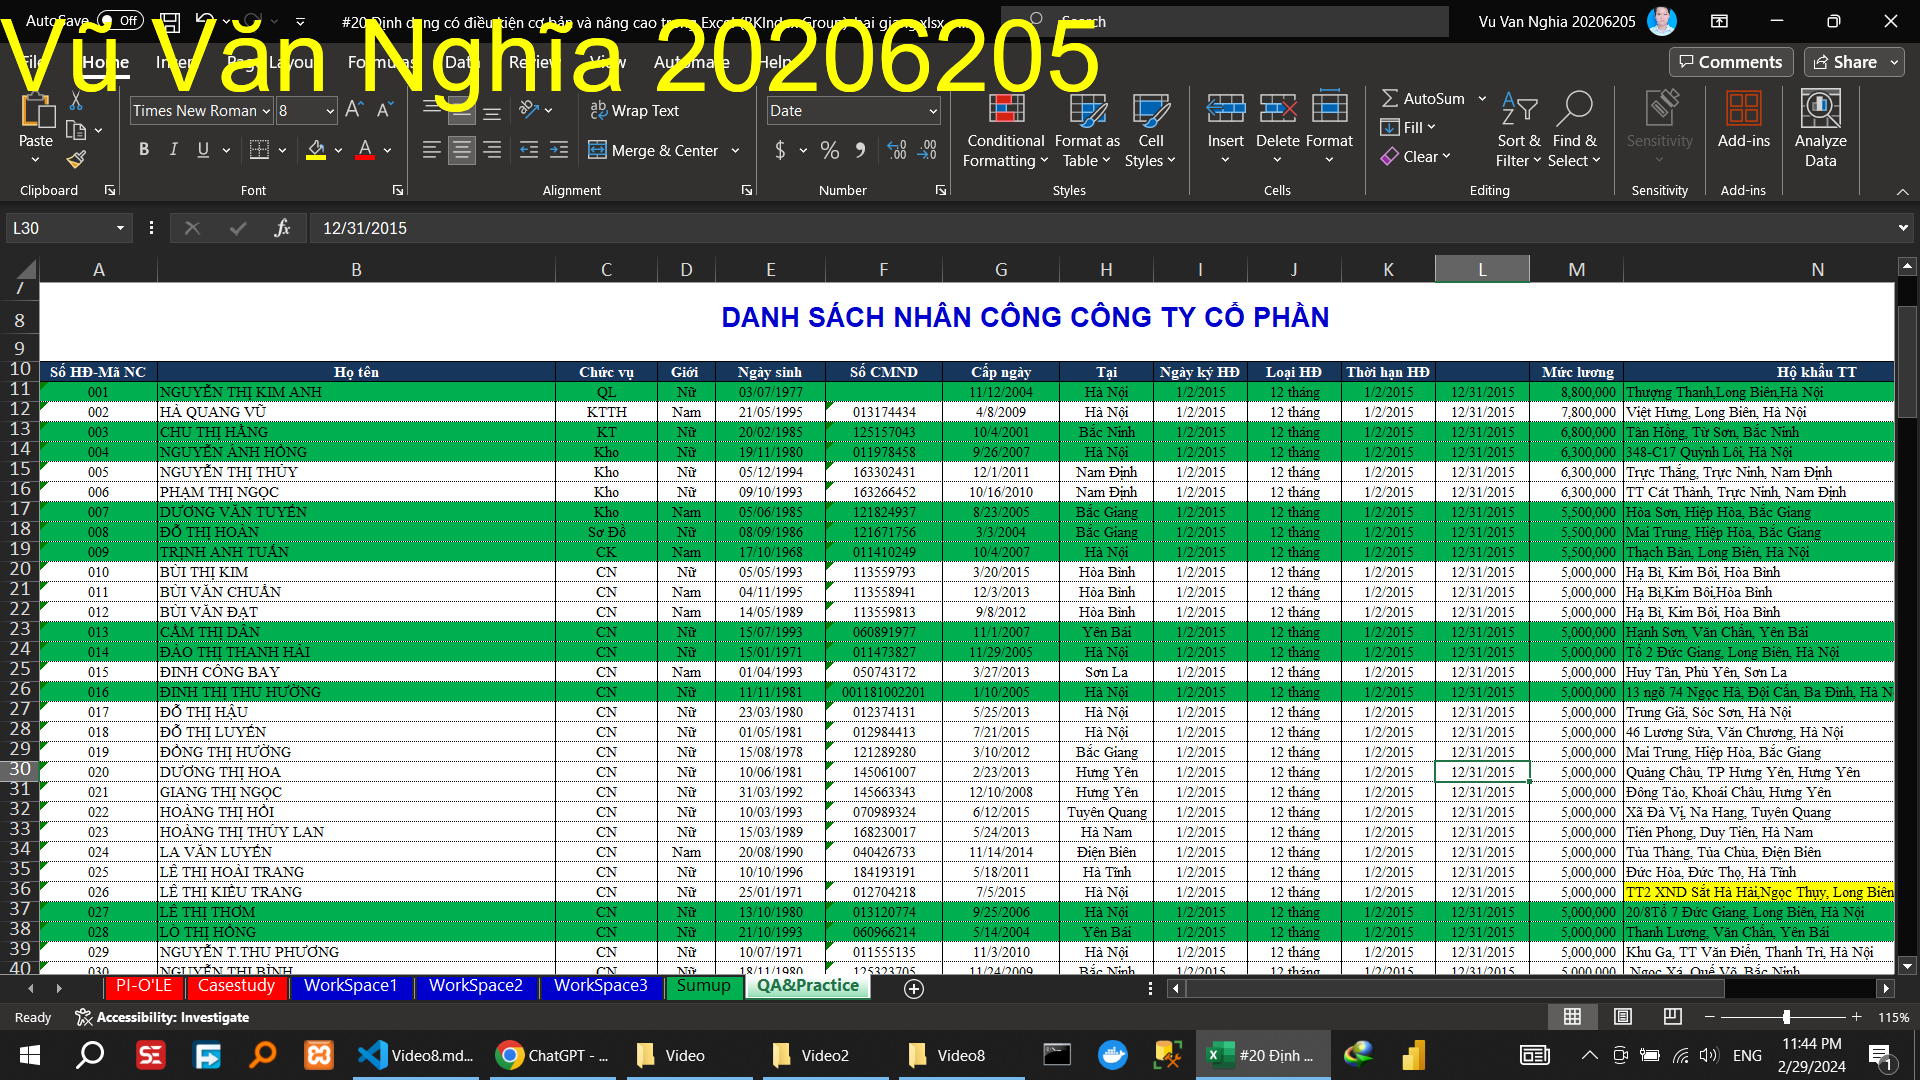 AutoSave Off #20 Định dạng có điều kiện cơ bản và nâng cao trong Excel Search Vu Van Nghia 20206205
Vũ Văn Nghĩa 20206205
File Home Insert Page Layout Formulas Data Review View Automate Help Comments Share
Times New Roman 8 Wrap Text Date AutoSum
Paste B I U Merge & Center $ % Conditional Formatting Format as Table Cell Styles Insert Delete Format Fill Clear Sort & Filter Find & Select Sensitivity Add-ins Analyze Data
Clipboard Font Alignment Number Styles Cells Editing Sensitivity Add-ins
L30 fx 12/31/2015
A B C D E F G H I J K L M N
7
8 DANH SÁCH NHÂN CÔNG CÔNG TY CỔ PHẦN
9
10 Số HĐ-Mã NC Họ tên Chức vụ Giới Ngày sinh Số CMND Cấp ngày Tại Ngày ký HĐ Loại HĐ Thời hạn HĐ Mức lương Hộ khẩu TT
11 001 NGUYỄN THỊ KIM ANH QL Nữ 03/07/1977 11/12/2004 Hà Nội 1/2/2015 12 tháng 1/2/2015 12/31/2015 8,800,000 Thượng Thanh,Long Biên,Hà Nội
12 002 HÀ QUANG VŨ KTTH Nam 21/05/1995 013174434 4/8/2009 Hà Nội 1/2/2015 12 tháng 1/2/2015 12/31/2015 7,800,000 Việt Hưng, Long Biên, Hà Nội
13 003 CHU THỊ HẰNG KT Nữ 20/02/1985 125157043 10/4/2001 Bắc Ninh 1/2/2015 12 tháng 1/2/2015 12/31/2015 6,800,000 Tân Hồng, Từ Sơn, Bắc Ninh
14 004 NGUYỄN ÁNH HỒNG Kho Nữ 19/11/1980 011978458 9/26/2007 Hà Nội 1/2/2015 12 tháng 1/2/2015 12/31/2015 6,300,000 348-C17 Quỳnh Lôi, Hà Nội
15 005 NGUYỄN THỊ THỦY Kho Nữ 05/12/1994 163302431 12/1/2011 Nam Định 1/2/2015 12 tháng 1/2/2015 12/31/2015 6,300,000 Trực Thắng, Trực Ninh, Nam Định
16 006 PHẠM THỊ NGỌC Kho Nữ 09/10/1993 163266452 10/16/2010 Nam Định 1/2/2015 12 tháng 1/2/2015 12/31/2015 6,300,000 TT Cát Thành, Trực Ninh, Nam Định
17 007 DƯƠNG VĂN TUYẾN Kho Nam 05/06/1985 121824937 8/23/2005 Bắc Giang 1/2/2015 12 tháng 1/2/2015 12/31/2015 5,500,000 Hòa Sơn, Hiệp Hòa, Bắc Giang
18 008 ĐỖ THỊ HOÀN Sơ Đồ Nữ 08/09/1986 121671756 3/3/2004 Bắc Giang 1/2/2015 12 tháng 1/2/2015 12/31/2015 5,500,000 Mai Trung, Hiệp Hòa, Bắc Giang
19 009 TRỊNH ANH TUẤN CK Nam 17/10/1968 011410249 10/4/2007 Hà Nội 1/2/2015 12 tháng 1/2/2015 12/31/2015 5,500,000 Thạch Bàn, Long Biên, Hà Nội
20 010 BÙI THỊ KIM CN Nữ 05/05/1993 113559793 3/20/2015 Hòa Bình 1/2/2015 12 tháng 1/2/2015 12/31/2015 5,000,000 Hạ Bì, Kim Bôi, Hòa Bình
21 011 BÙI VĂN CHUẨN CN Nam 04/11/1995 113558941 12/3/2013 Hòa Bình 1/2/2015 12 tháng 1/2/2015 12/31/2015 5,000,000 Hạ Bì,Kim Bôi,Hòa Bình
22 012 BÙI VĂN ĐẠT CN Nam 14/05/1989 113559813 9/8/2012 Hòa Bình 1/2/2015 12 tháng 1/2/2015 12/31/2015 5,000,000 Hạ Bì, Kim Bôi, Hòa Bình
23 013 CẦM THỊ DÂN CN Nữ 15/07/1993 060891977 11/1/2007 Yên Bái 1/2/2015 12 tháng 1/2/2015 12/31/2015 5,000,000 Hạnh Sơn, Văn Chấn, Yên Bái
24 014 ĐÀO THỊ THANH HẢI CN Nữ 15/01/1971 011473827 11/29/2005 Hà Nội 1/2/2015 12 tháng 1/2/2015 12/31/2015 5,000,000 Tổ 2 Đức Giang, Long Biên, Hà Nội
25 015 ĐINH CÔNG BAY CN Nam 01/04/1993 050743172 3/27/2013 Sơn La 1/2/2015 12 tháng 1/2/2015 12/31/2015 5,000,000 Huy Tân, Phù Yên, Sơn La
26 016 ĐINH THỊ THU HƯỜNG CN Nữ 11/11/1981 001181002201 1/10/2005 Hà Nội 1/2/2015 12 tháng 1/2/2015 12/31/2015 5,000,000 13 ngõ 74 Ngọc Hà, Đội Cấn, Ba Đình, Hà N
27 017 ĐỖ THỊ HẬU CN Nữ 23/03/1980 012374131 5/25/2013 Hà Nội 1/2/2015 12 tháng 1/2/2015 12/31/2015 5,000,000 Trung Giã, Sóc Sơn, Hà Nội
28 018 ĐỖ THỊ LUYẾN CN Nữ 01/05/1981 012984413 7/21/2015 Hà Nội 1/2/2015 12 tháng 1/2/2015 12/31/2015 5,000,000 46 Lương Sử­a, Văn Chương, Hà Nội
29 019 ĐỒNG THỊ HƯỜNG CN Nữ 15/08/1978 121289280 3/10/2012 Bắc Giang 1/2/2015 12 tháng 1/2/2015 12/31/2015 5,000,000 Mai Trung, Hiệp Hòa, Bắc Giang
30 020 DƯƠNG THỊ HOA CN Nữ 10/06/1981 145061007 2/23/2013 Hưng Yên 1/2/2015 12 tháng 1/2/2015 12/31/2015 5,000,000 Quảng Châu, TP Hưng Yên, Hưng Yên
31 021 GIANG THỊ NGỌC CN Nữ 31/03/1992 145663343 12/10/2008 Hưng Yên 1/2/2015 12 tháng 1/2/2015 12/31/2015 5,000,000 Đông Tảo, Khoái Châu, Hưng Yên
32 022 HOÀNG THỊ HỒI CN Nữ 10/03/1993 070989324 6/12/2015 Tuyên Quang 1/2/2015 12 tháng 1/2/2015 12/31/2015 5,000,000 Xã Đà Vị, Na Hang, Tuyên Quang
33 023 HOÀNG THỊ THÙY LAN CN Nữ 15/03/1989 168230017 5/24/2013 Hà Nam 1/2/2015 12 tháng 1/2/2015 12/31/2015 5,000,000 Tiên Phong, Duy Tiên, Hà Nam
34 024 LA VĂN LUYẾN CN Nam 20/08/1990 040426733 11/14/2014 Điện Biên 1/2/2015 12 tháng 1/2/2015 12/31/2015 5,000,000 Tủa Thàng, Tủa Chùa, Điện Biên
35 025 LÊ THỊ HOÀI TRANG CN Nữ 10/10/1996 184193191 5/18/2011 Hà Tĩnh 1/2/2015 12 tháng 1/2/2015 12/31/2015 5,000,000 Đức Hòa, Đức Thọ, Hà Tĩnh
36 026 LÊ THỊ KIỀU TRANG CN Nữ 25/01/1971 012704218 7/5/2015 Hà Nội 1/2/2015 12 tháng 1/2/2015 12/31/2015 5,000,000 TT2 XND Sắt Hà Hải,Ngọc Thụy, Long Biên
37 027 LÊ THỊ THƠM CN Nữ 13/10/1980 013120774 9/25/2006 Hà Nội 1/2/2015 12 tháng 1/2/2015 12/31/2015 5,000,000 20/8Tổ 7 Đức Giang, Long Biên, Hà Nội
38 028 LÒ THỊ HỒNG CN Nữ 21/10/1993 060966214 5/14/2004 Yên Bái 1/2/2015 12 tháng 1/2/2015 12/31/2015 5,000,000 Thanh Lương, Văn Chấn, Yên Bái
39 029 NGUYỄN T.THU PHƯƠNG CN Nữ 10/07/1971 011555135 11/3/2010 Hà Nội 1/2/2015 12 tháng 1/2/2015 12/31/2015 5,000,000 Khu Ga, TT Văn Điển, Thanh Trì, Hà Nội
40 030 NGUYỄN THỊ BÌNH CN Nữ 18/11/1980 125323705 11/24/2009 Bắc Ninh 1/2/2015 12 tháng 1/2/2015 12/31/2015 5,000,000 Ngọc Xá, Quế Võ, Bắc Ninh
PI-O'LE Casestudy WorkSpace1 WorkSpace2 WorkSpace3 Sumup QA&Practice
Ready Accessibility: Investigate 115%
Video8.md... ChatGPT - ... Video Video2 Video8 #20 Định ... ENG 11:44 PM
2/29/2024 1